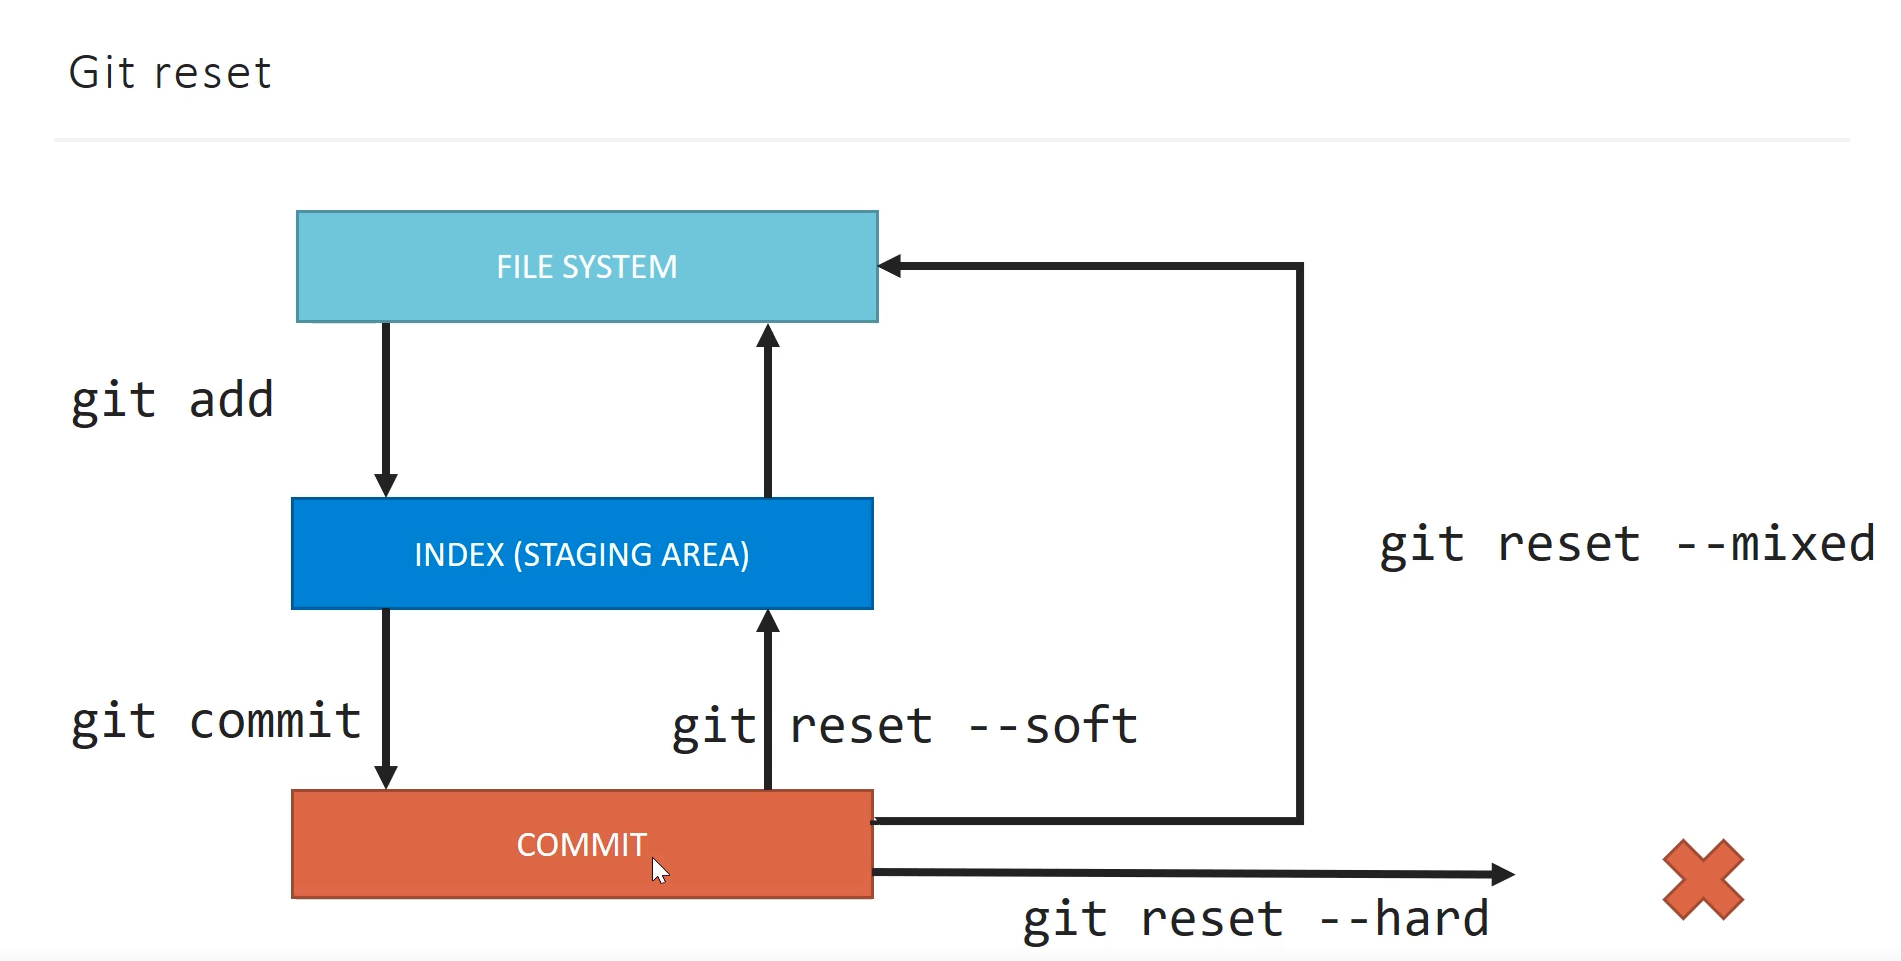 Git reset
FILE SYSTEM
git add
INDEX (STAGING AREA)
git reset --mixed
git commit
git reset --soft
COMMIT
git reset --hard